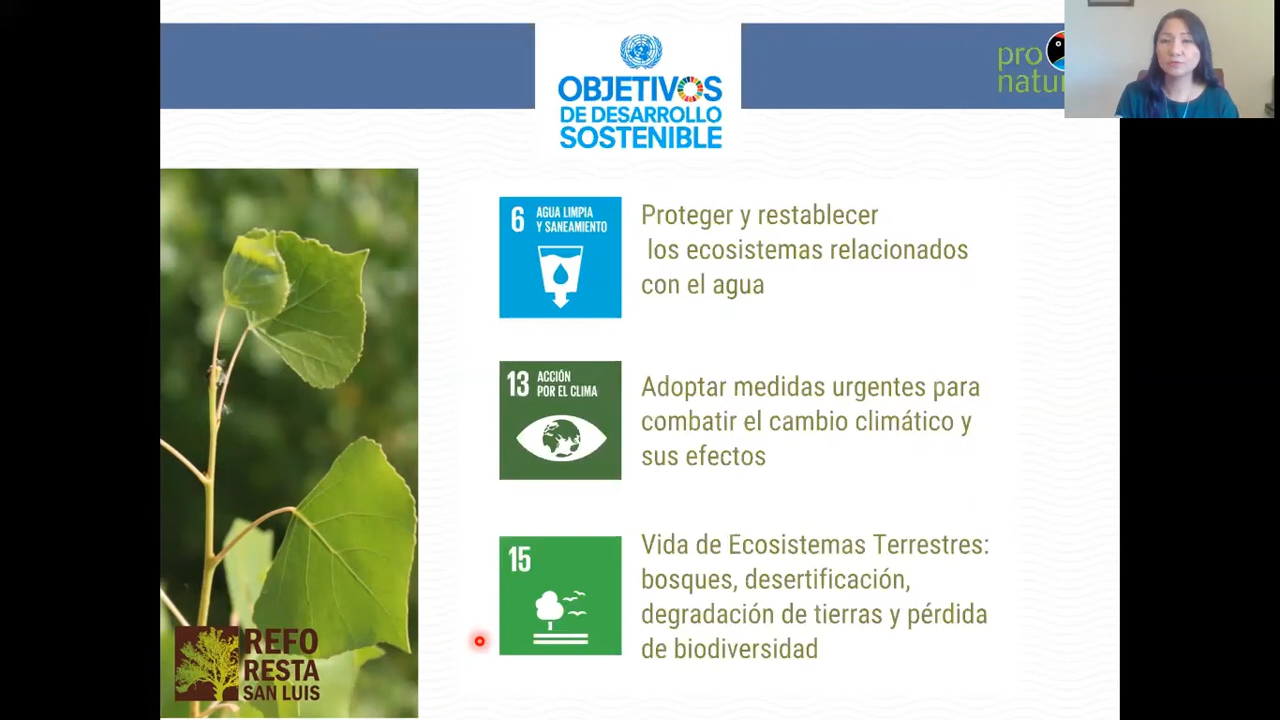 OBJETIVOS
DE DESARROLLO
SOSTENIBLE
pro
natur
6 AGUA LIMPIA
Y SANEAMIENTO
Proteger y restablecer
los ecosistemas relacionados
con el agua
13 ACCIÓN
POR EL CLIMA
Adoptar medidas urgentes para
combatir el cambio climático y
sus efectos
15
Vida de Ecosistemas Terrestres:
bosques, desertificación,
degradación de tierras y pérdida
de biodiversidad
REFO
RESTA
SAN LUIS